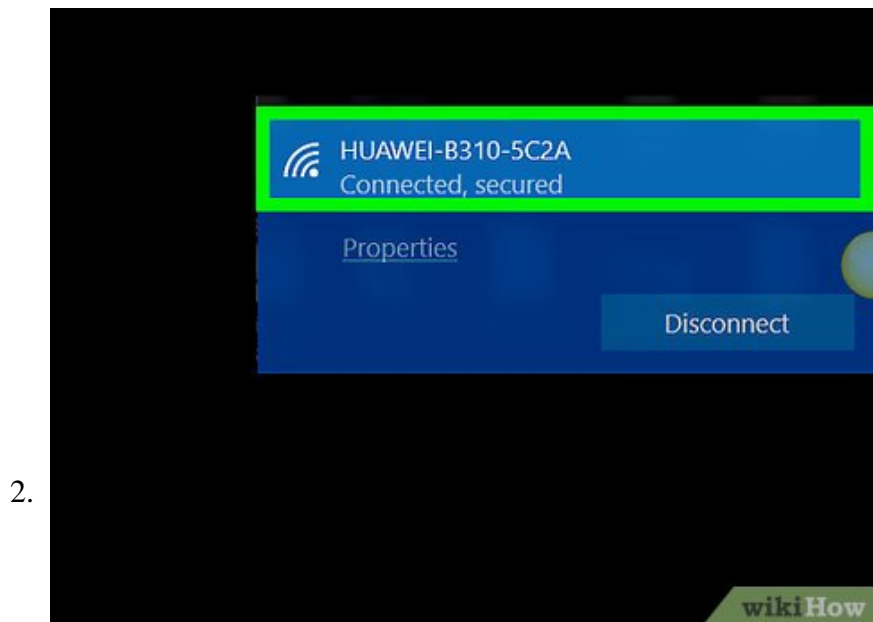 HUAWEI-B310-5C2A
Connected, secured
Properties
Disconnect
2.
wikiHow